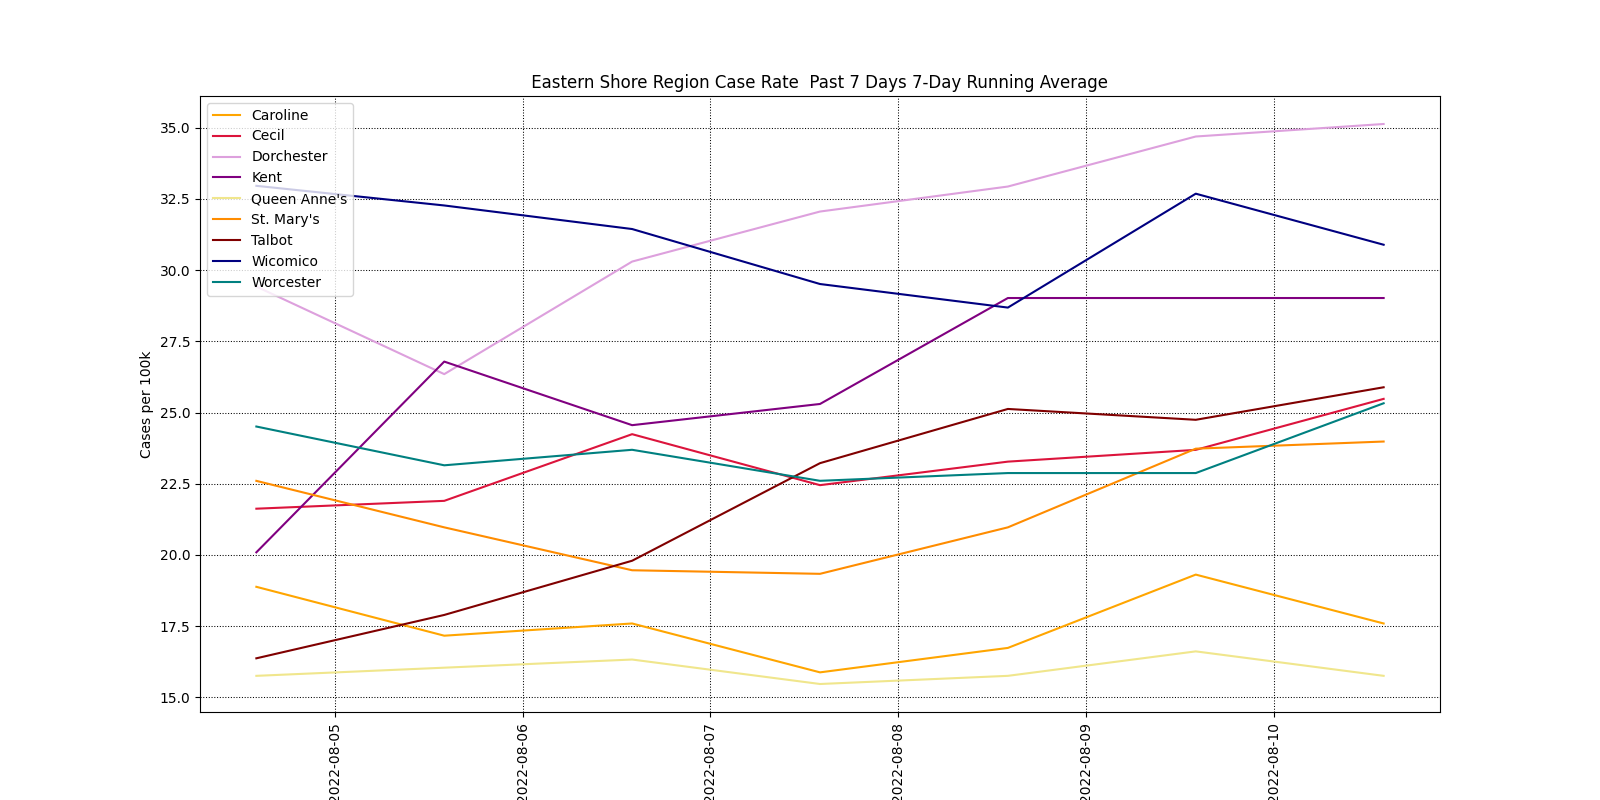 Eastern Shore Region Case Rate  Past 7 Days 7-Day Running Average
Caroline
Cecil
Dorchester
Kent
Queen Anne's
St. Mary's
Talbot
Wicomico
Worcester
Cases per 100k
35.0
32.5
30.0
27.5
25.0
22.5
20.0
17.5
15.0
2022-08-05
2022-08-06
2022-08-07
2022-08-08
2022-08-09
2022-08-10